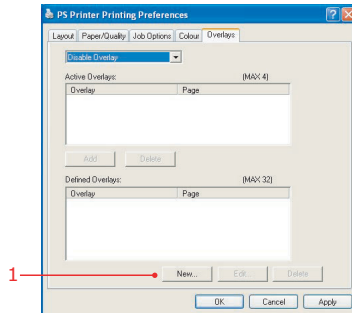 PS Printer Printing Preferences
Layout Paper/Quality Job Options Colour Overlays
Disable Overlay
Active Overlays: (MAX 4)
Overlay Page
Add Delete
Defined Overlays: (MAX 32)
Overlay Page
1
New... Edit... Delete
OK Cancel Apply